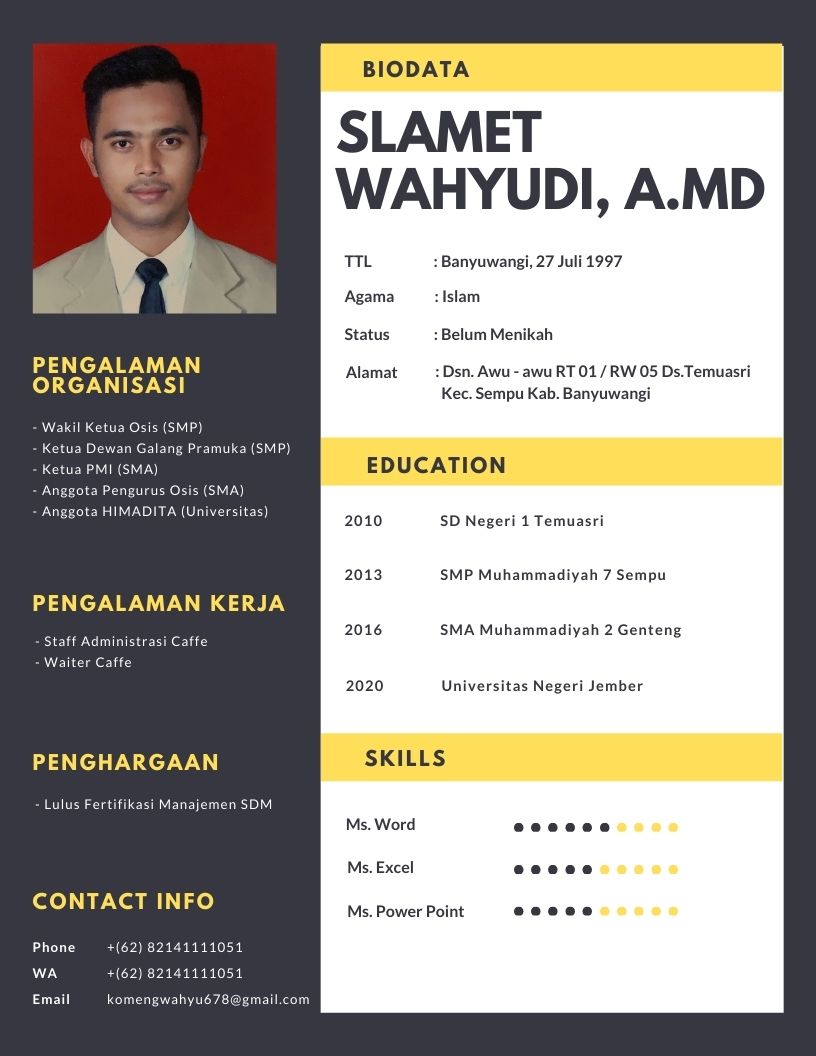 BIODATA
SLAMET
WAHYUDI, A.MD
TTL : Banyuwangi, 27 Juli 1997
Agama : Islam
Status : Belum Menikah
Alamat : Dsn. Awu - awu RT 01 / RW 05 Ds.Temuasri
Kec. Sempu Kab. Banyuwangi
PENGALAMAN
ORGANISASI
- Wakil Ketua Osis (SMP)
- Ketua Dewan Galang Pramuka (SMP)
- Ketua PMI (SMA)
- Anggota Pengurus Osis (SMA)
- Anggota HIMADITA (Universitas)
PENGALAMAN KERJA
- Staff Administrasi Caffe
- Waiter Caffe
PENGHARGAAN
- Lulus Fertifikasi Manajemen SDM
CONTACT INFO
Phone +(62) 82141111051
WA +(62) 82141111051
Email komengwahyu678@gmail.com
EDUCATION
2010 SD Negeri 1 Temuasri
2013 SMP Muhammadiyah 7 Sempu
2016 SMA Muhammadiyah 2 Genteng
2020 Universitas Negeri Jember
SKILLS
Ms. Word
Ms. Excel
Ms. Power Point